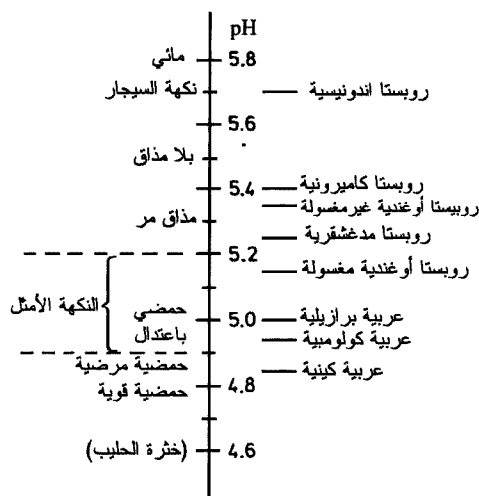 pH
مائي 5.8
نكهة السيجار روبستا اندونيسية
5.6
بلا مذاق
5.4 روبستا كاميرونية
روبيستا أوغندية غيرمغسولة
مذاق مر
روبستا مدغشقرية
5.2
روبستا أوغندية مغسولة
النكهة الأمثل
حمضي
باعتدال
5.0 عربية برازيلية
عربية كولومبية
حمضية مرضية
عربية كينية
حمضية قوية 4.8
(خثرة الحليب) 4.6